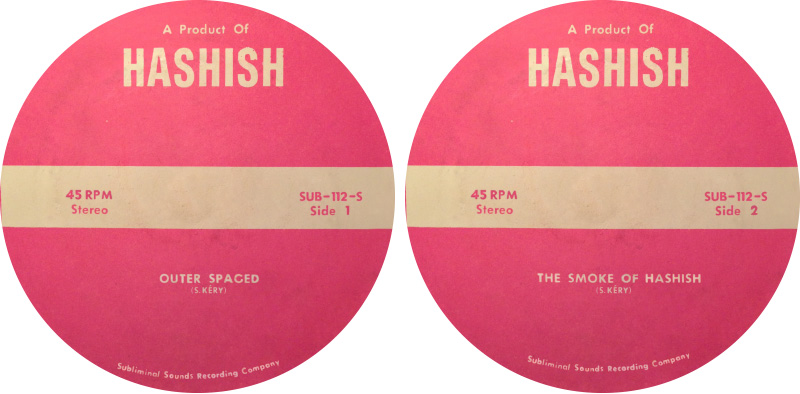 A Product Of
HASHISH
45 RPM
Stereo
SUB-112-S
Side 1
OUTER SPACED
(S.KÉRY)
Subliminal Sounds Recording Company
A Product Of
HASHISH
45 RPM
Stereo
SUB-112-S
Side 2
THE SMOKE OF HASHISH
(S.KÉRY)
Subliminal Sounds Recording Company